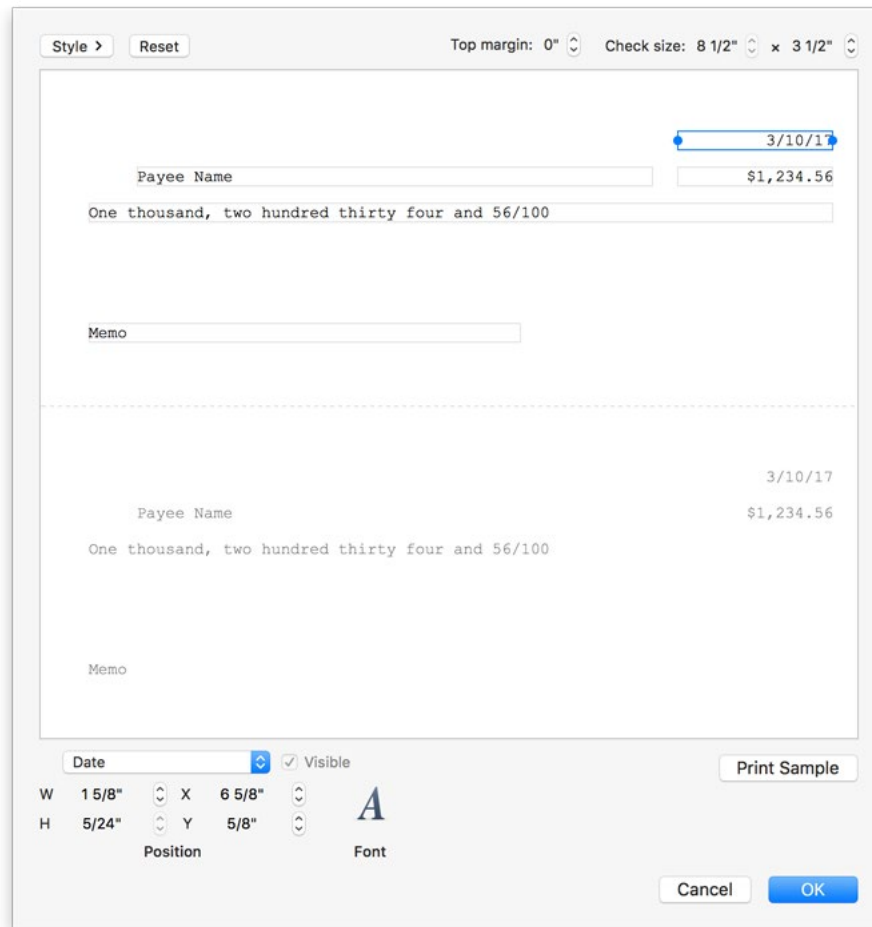 Style > Reset Top margin: 0" Check size: 8 1/2" × 3 1/2"
3/10/17
Payee Name $1,234.56
One thousand, two hundred thirty four and 56/100
Memo
3/10/17
Payee Name $1,234.56
One thousand, two hundred thirty four and 56/100
Memo
Date Visible Print Sample
W 1 5/8" X 6 5/8" A
H 5/24" Y 5/8"
Position Font
Cancel OK